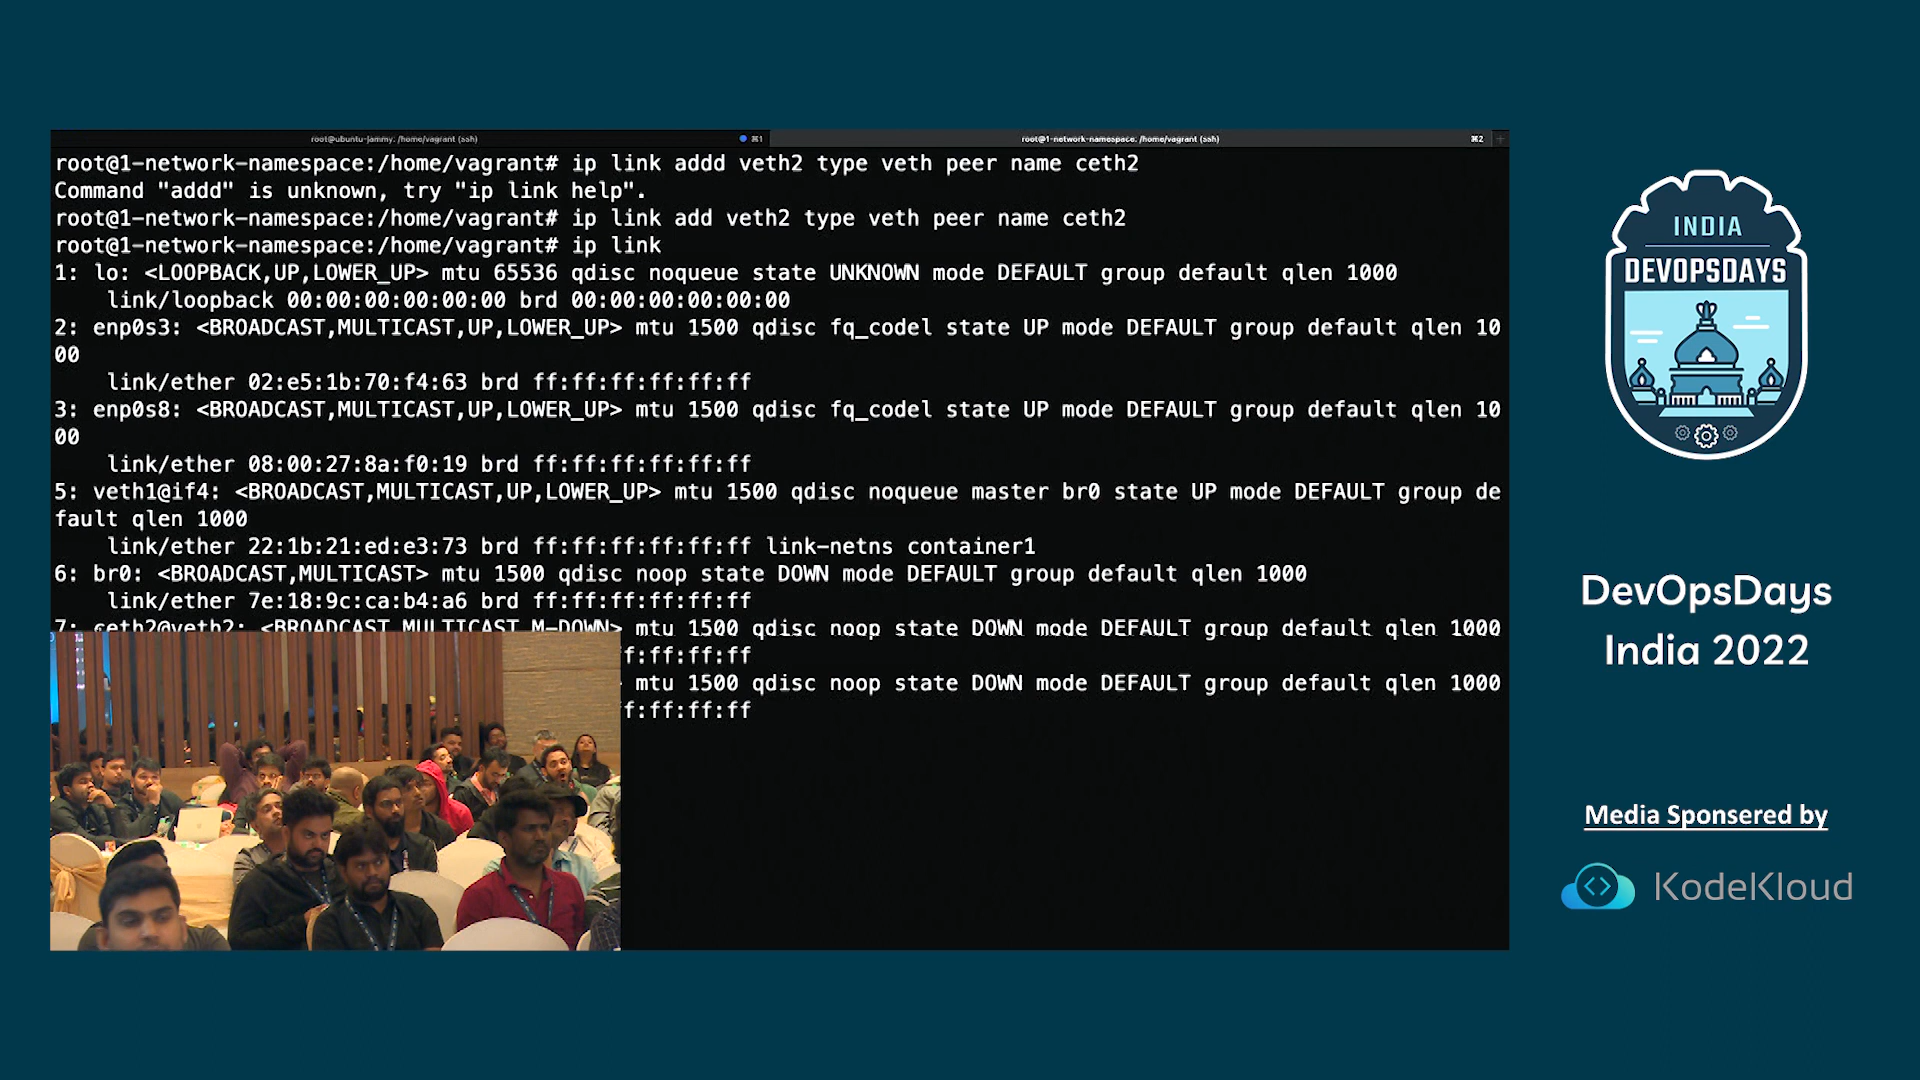 root@ubuntu-jammy: /home/vagrant (ssh)
⌘1
root@1-network-namespace: /home/vagrant (ssh)
⌘2
root@1-network-namespace:/home/vagrant# ip link addd veth2 type veth peer name ceth2
Command "addd" is unknown, try "ip link help".
root@1-network-namespace:/home/vagrant# ip link add veth2 type veth peer name ceth2
root@1-network-namespace:/home/vagrant# ip link
1: lo: <LOOPBACK,UP,LOWER_UP> mtu 65536 qdisc noqueue state UNKNOWN mode DEFAULT group default qlen 1000
link/loopback 00:00:00:00:00:00 brd 00:00:00:00:00:00
2: enp0s3: <BROADCAST,MULTICAST,UP,LOWER_UP> mtu 1500 qdisc fq_codel state UP mode DEFAULT group default qlen 10
00
link/ether 02:e5:1b:70:f4:63 brd ff:ff:ff:ff:ff:ff
3: enp0s8: <BROADCAST,MULTICAST,UP,LOWER_UP> mtu 1500 qdisc fq_codel state UP mode DEFAULT group default qlen 10
00
link/ether 08:00:27:8a:f0:19 brd ff:ff:ff:ff:ff:ff
5: veth1@if4: <BROADCAST,MULTICAST,UP,LOWER_UP> mtu 1500 qdisc noqueue master br0 state UP mode DEFAULT group de
fault qlen 1000
link/ether 22:1b:21:ed:e3:73 brd ff:ff:ff:ff:ff:ff link-netns container1
6: br0: <BROADCAST,MULTICAST> mtu 1500 qdisc noop state DOWN mode DEFAULT group default qlen 1000
link/ether 7e:18:9c:ca:b4:a6 brd ff:ff:ff:ff:ff:ff
7: ceth2@veth2: <BROADCAST,MULTICAST,M-DOWN> mtu 1500 qdisc noop state DOWN mode DEFAULT group default qlen 1000
f:ff:ff:ff
mtu 1500 qdisc noop state DOWN mode DEFAULT group default qlen 1000
f:ff:ff:ff
INDIA
DEVOPSDAYS
DevOpsDays
India 2022
Media Sponsered by
KodeKloud